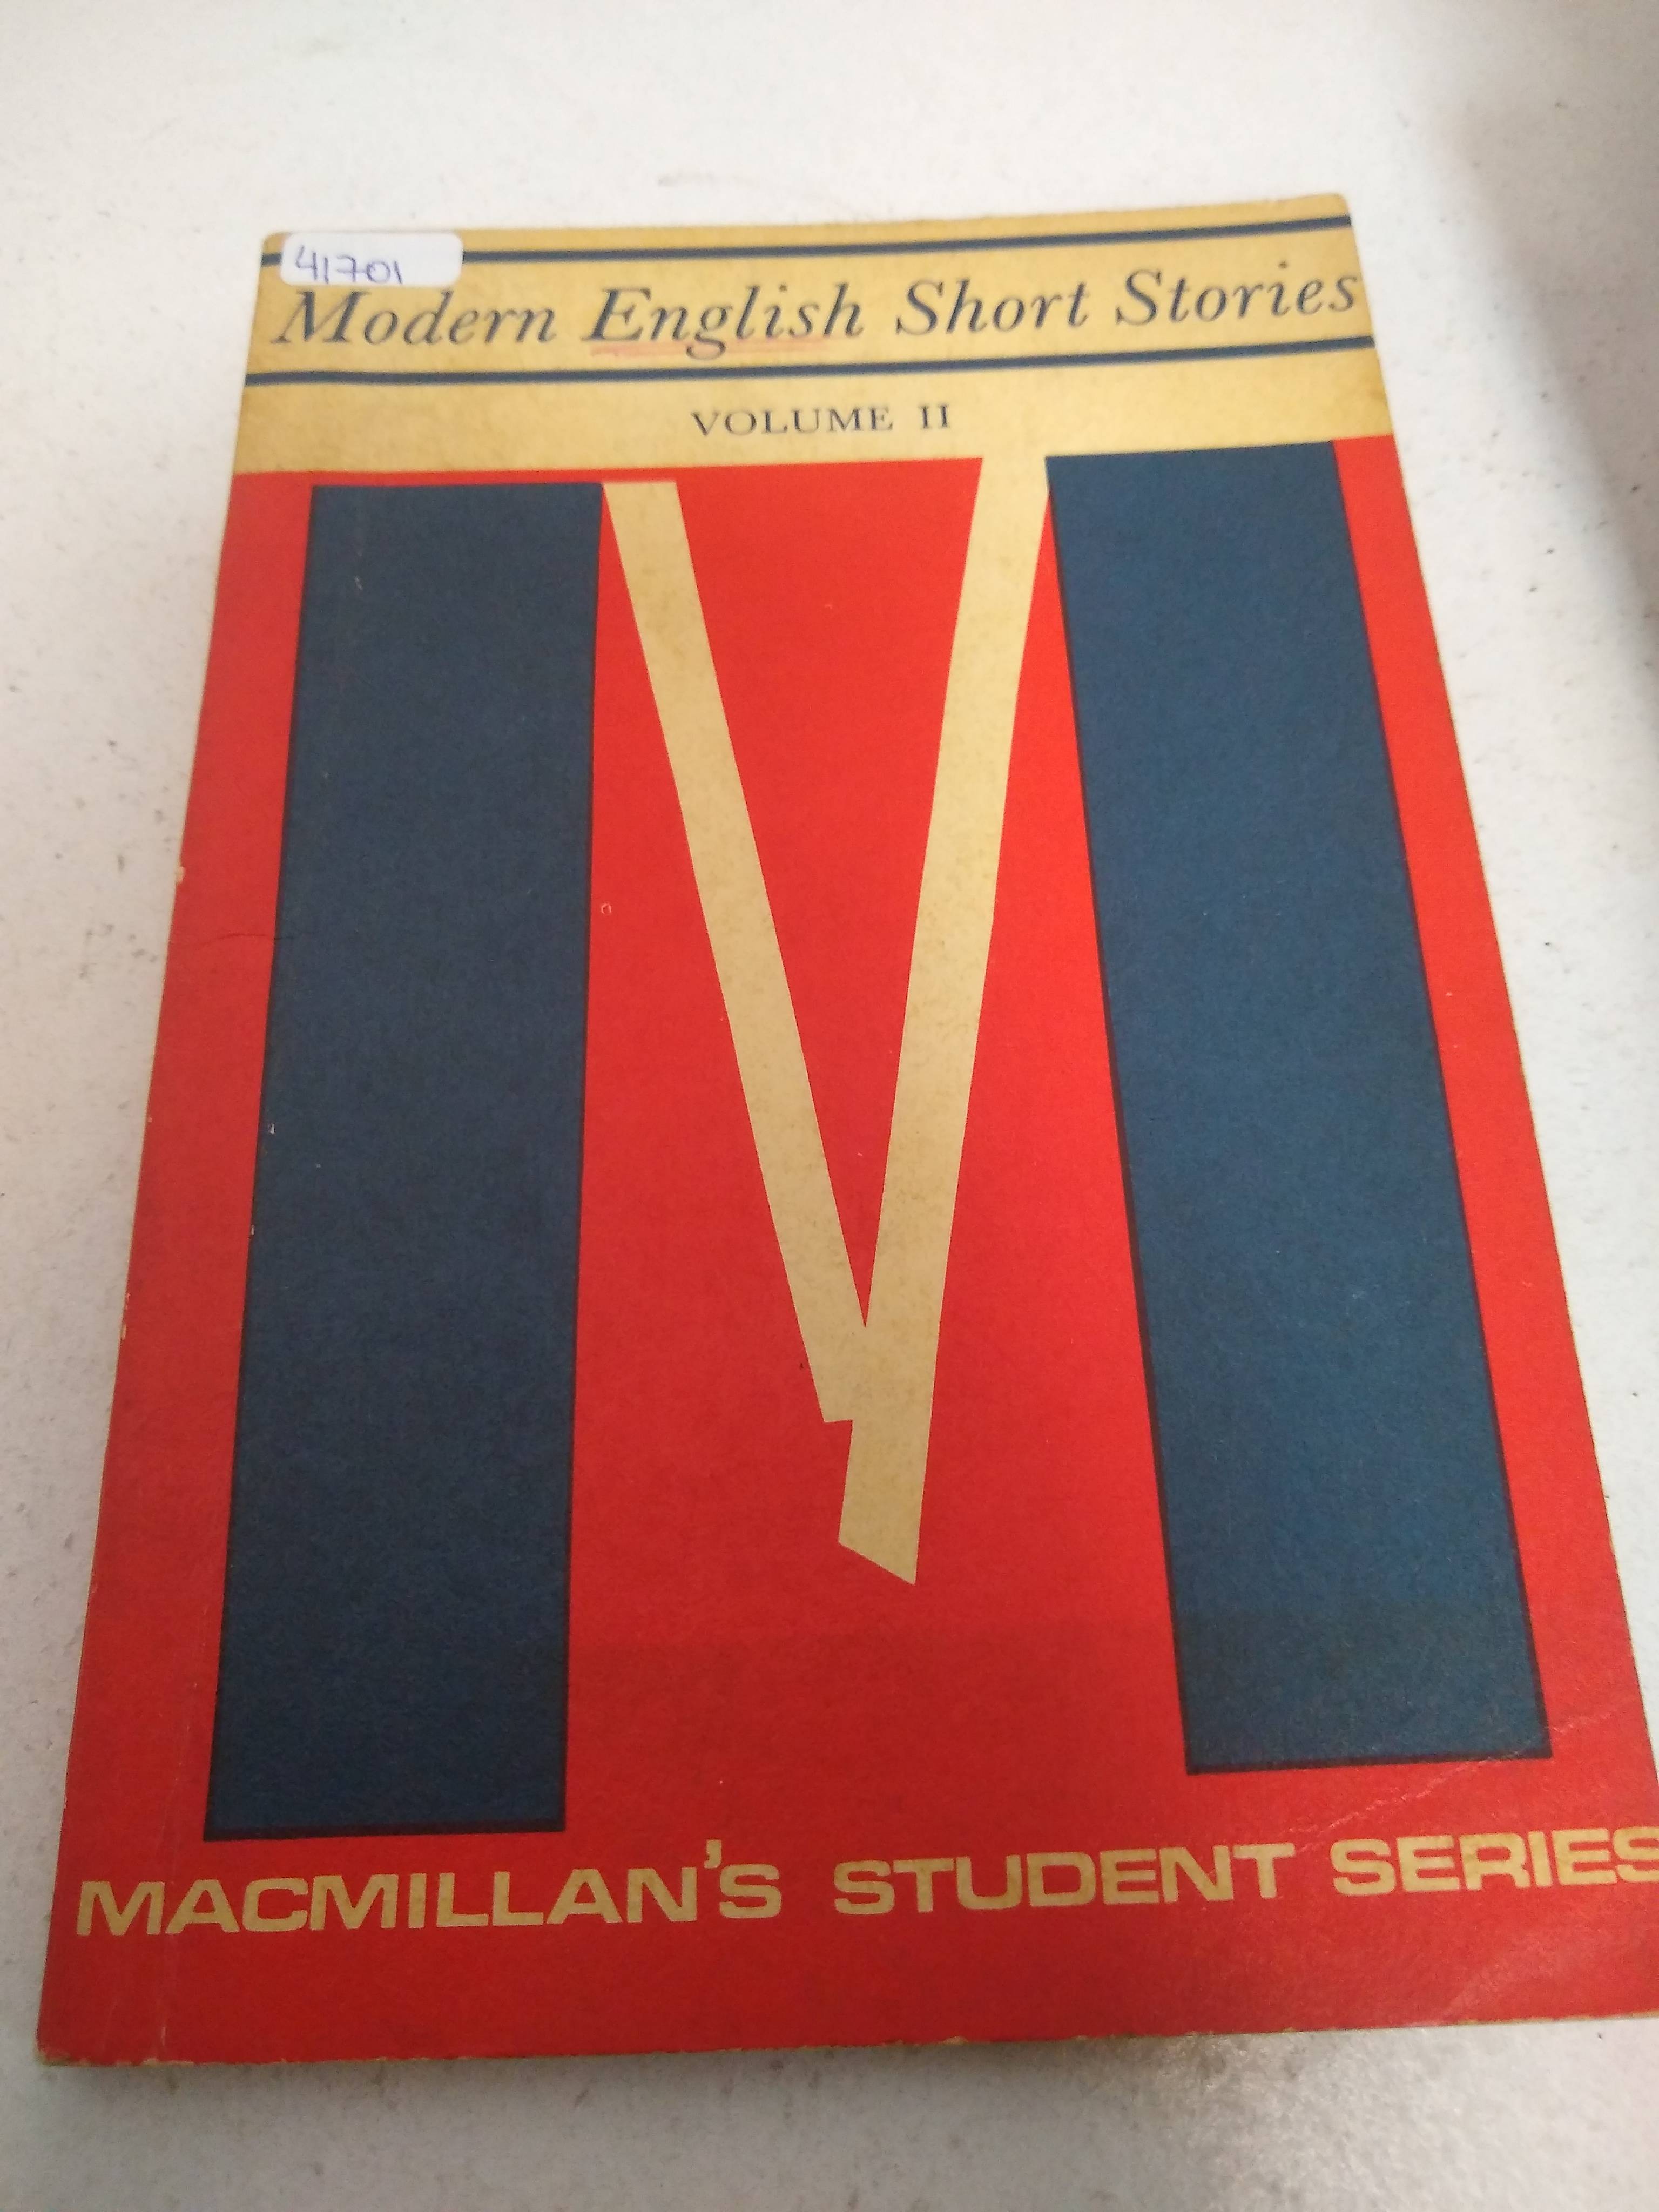 41701
Modern English Short Stories
VOLUME II
MACMILLAN'S STUDENT SERIES